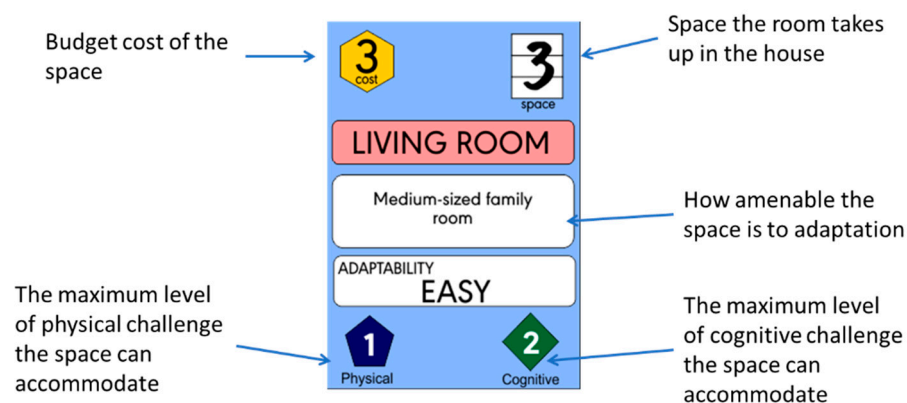 Budget cost of the
space
Space the room takes
up in the house
3
cost
3
space
LIVING ROOM
Medium-sized family
room
How amenable the
space is to adaptation
ADAPTABILITY
EASY
The maximum level
of physical challenge
the space can
accommodate
1
Physical
2
Cognitive
The maximum level
of cognitive challenge
the space can
accommodate